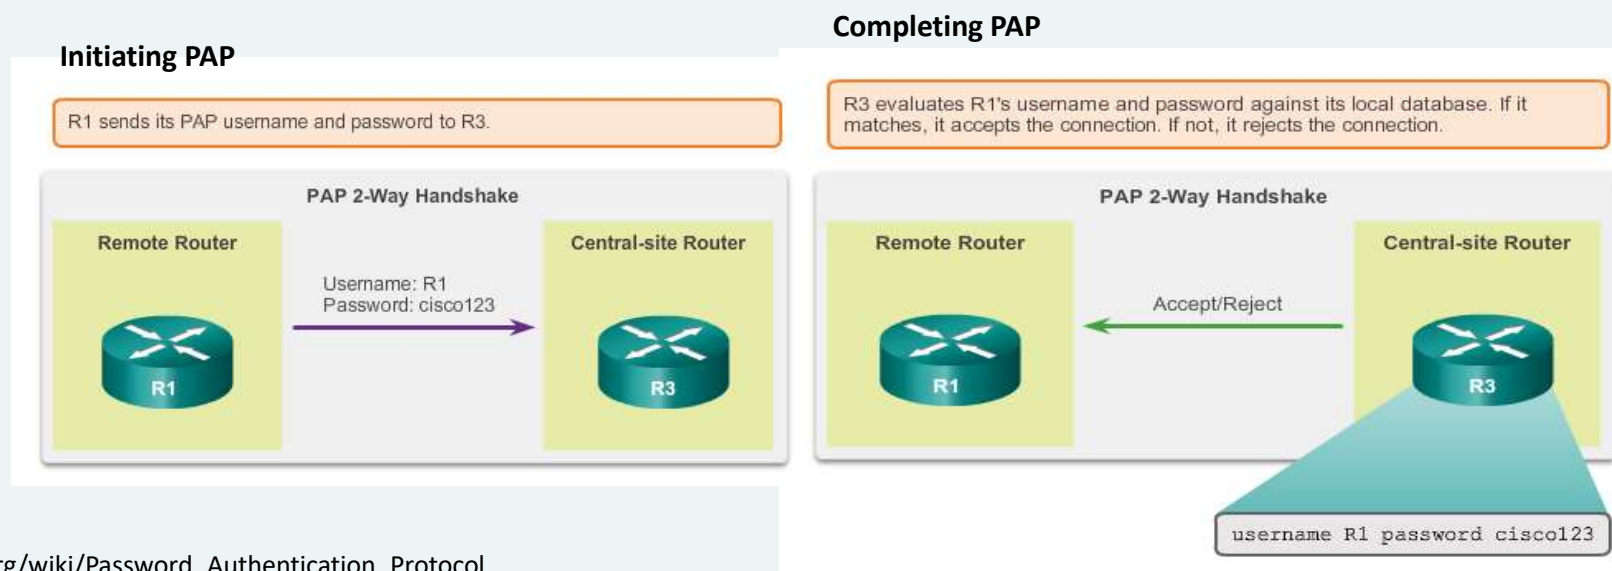 Initiating PAP
R1 sends its PAP username and password to R3.
PAP 2-Way Handshake
Remote Router
Central-site Router
Username: R1
Password: cisco123
R1
R3
Completing PAP
R3 evaluates R1's username and password against its local database. If it
matches, it accepts the connection. If not, it rejects the connection.
PAP 2-Way Handshake
Remote Router
Central-site Router
Accept/Reject
R1
R3
username R1 password cisco123
rg/wiki/Password_Authentication_Protocol